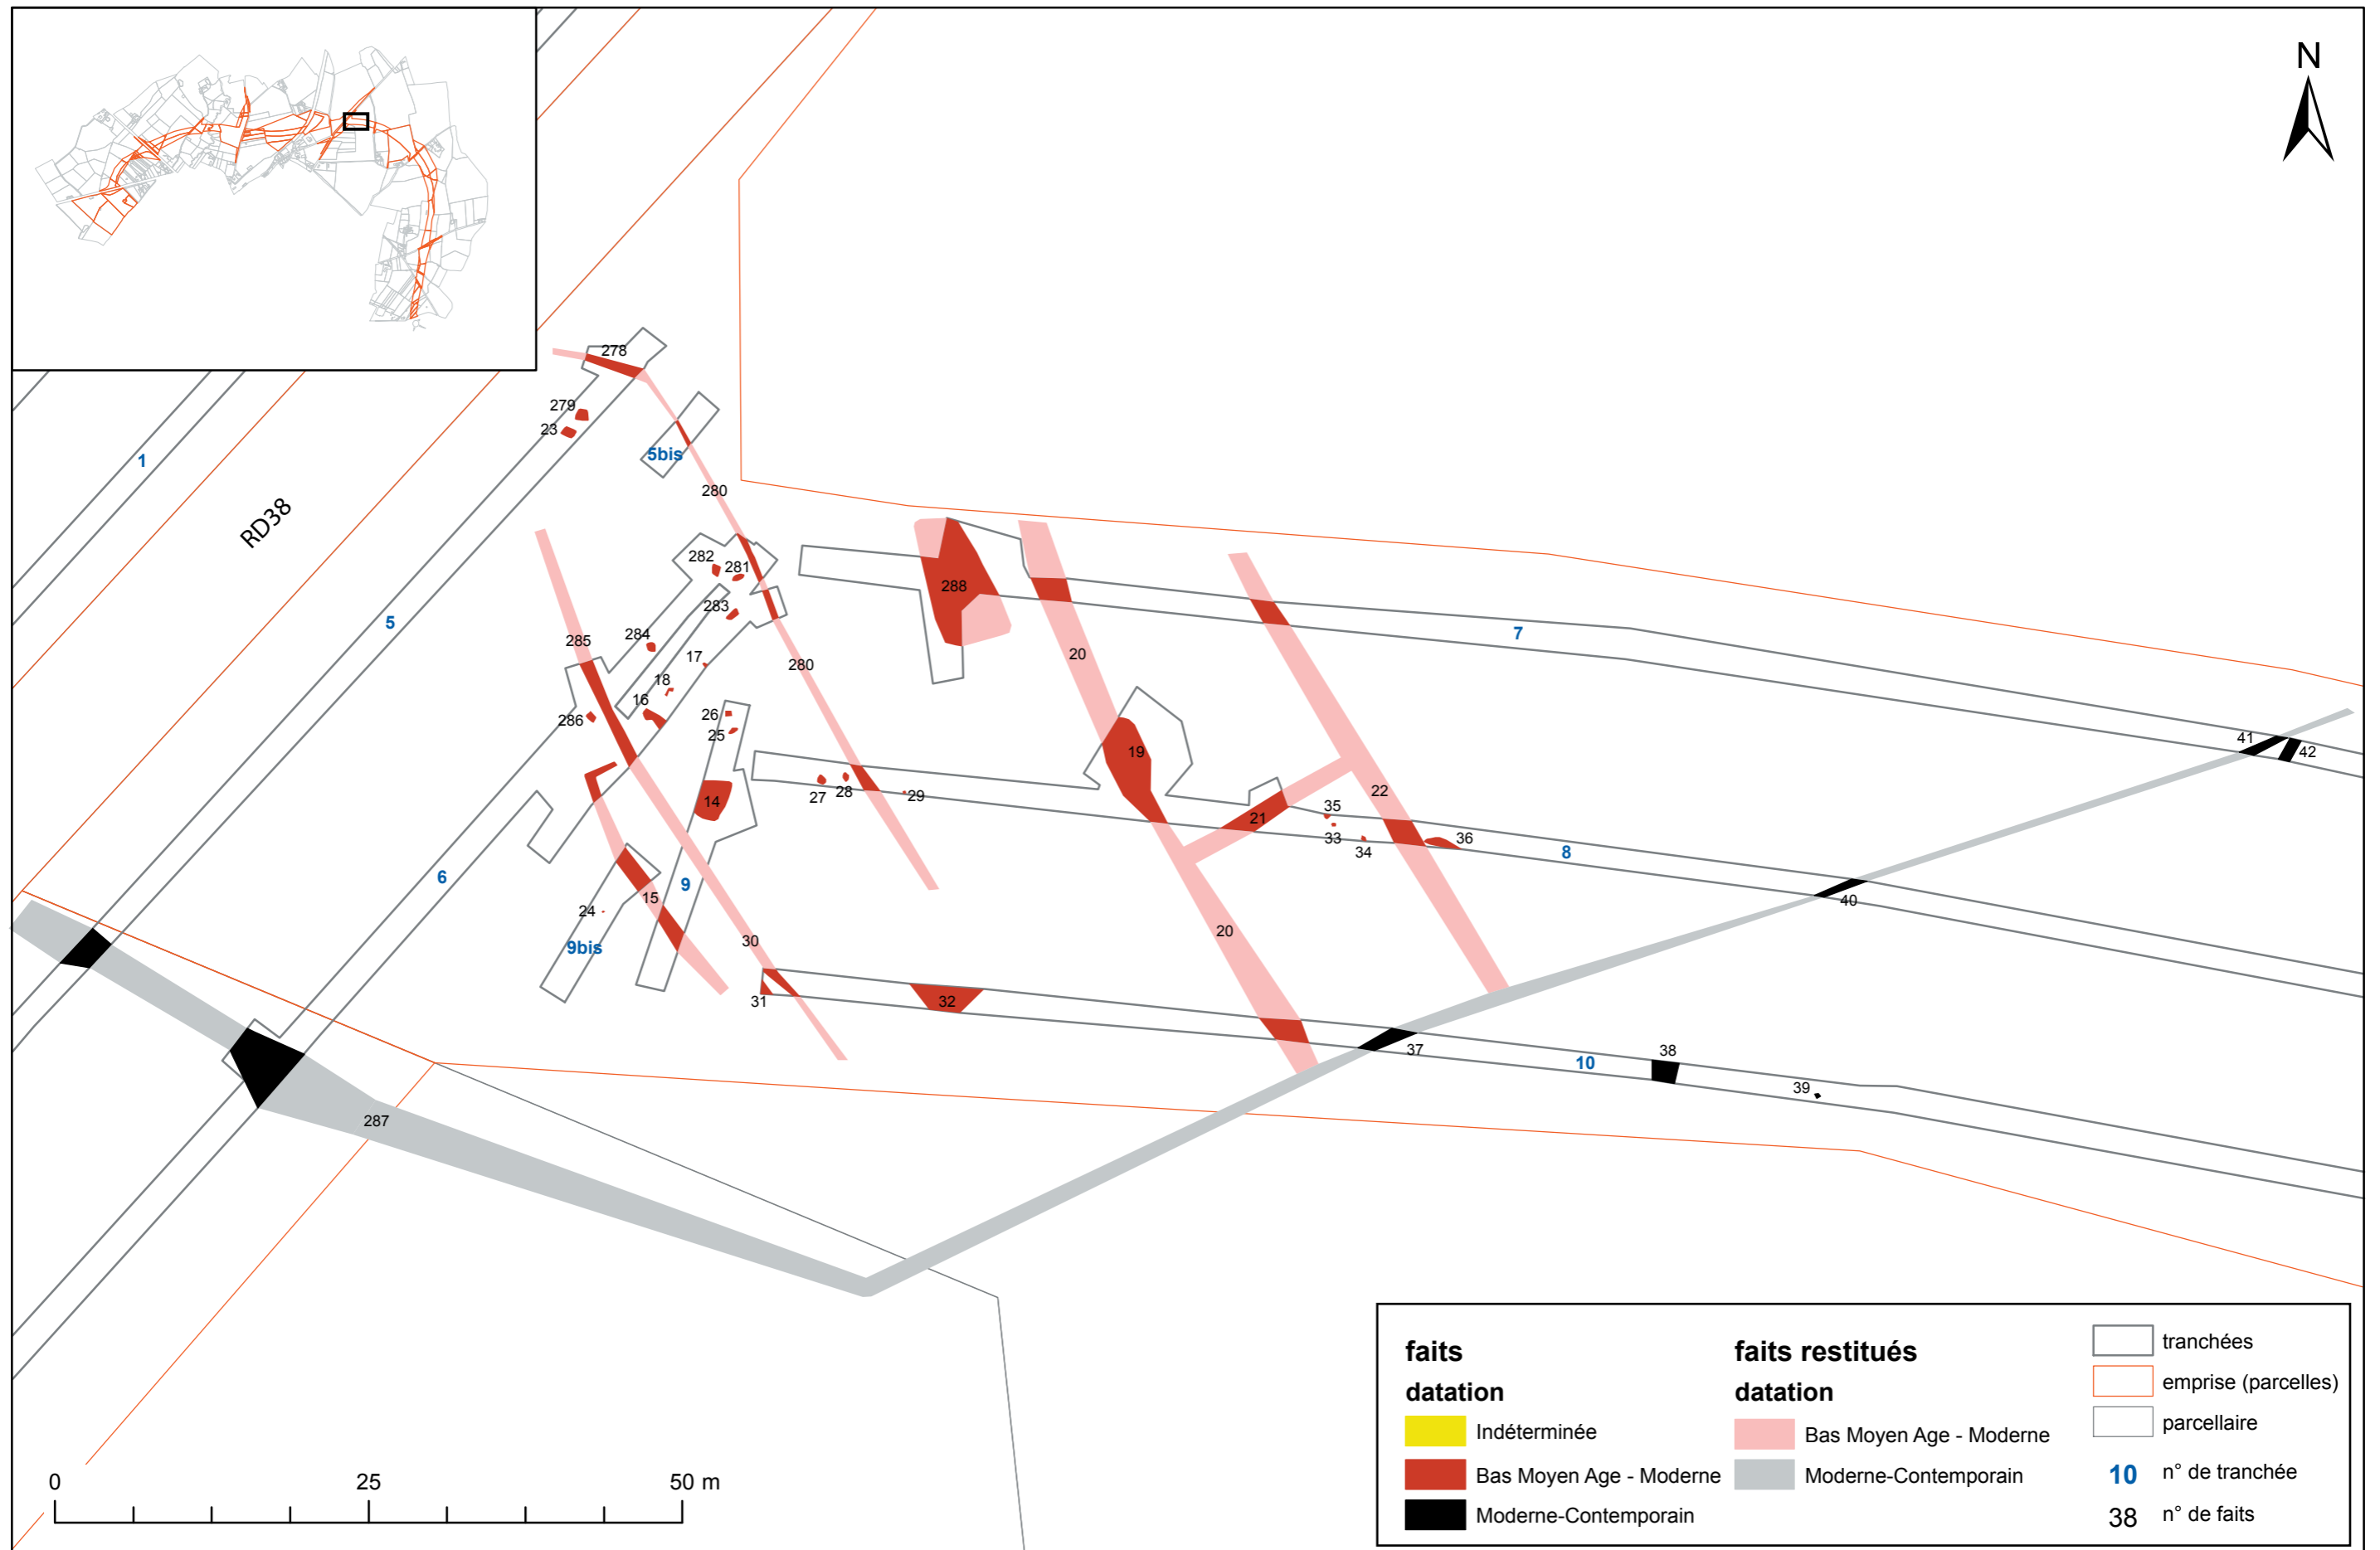 N
278
279
23
1
5bis
280
RD38
282
281
288
283
5
284
7
285
20
280
17
18
16
26
286
25
41
42
19
14
22
27
28
29
35
21
33
36
34
8
6
9
15
40
24
20
30
9bis
31
32
37
38
10
39
287
faits
datation
Indéterminée
Bas Moyen Age - Moderne
Moderne-Contemporain
faits restitués
datation
Bas Moyen Age - Moderne
Moderne-Contemporain
tranchées
emprise (parcelles)
parcellaire
10 n° de tranchée
38 n° de faits
0 25 50 m